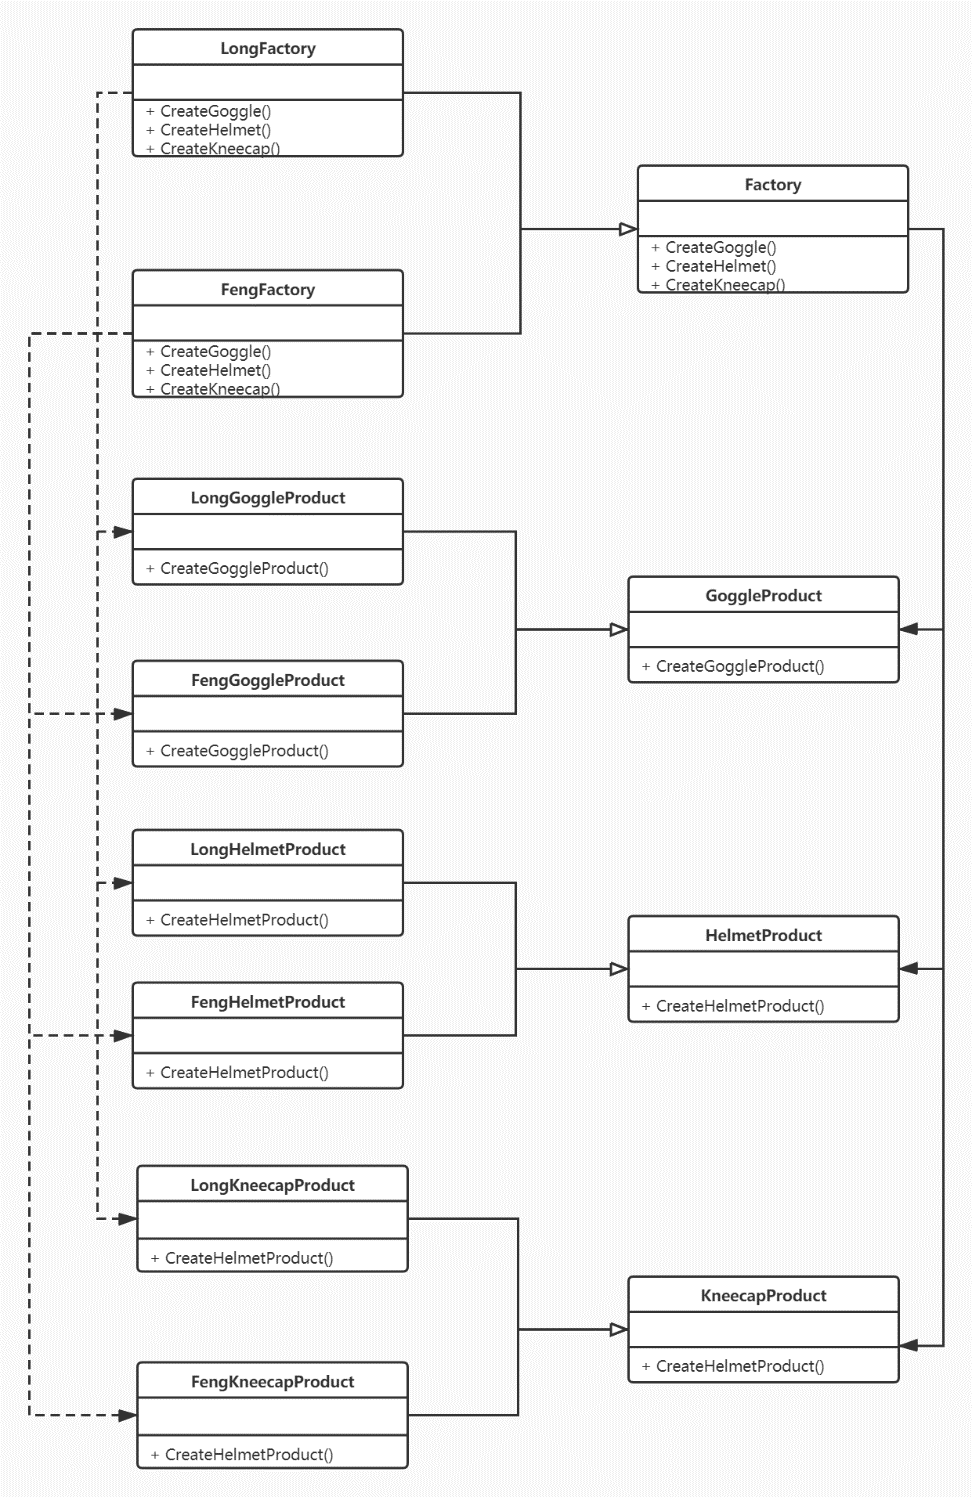 LongFactory
+ CreateGoggle()
+ CreateHelmet()
+ CreateKneecap()
Factory
+ CreateGoggle()
+ CreateHelmet()
+ CreateKneecap()
FengFactory
+ CreateGoggle()
+ CreateHelmet()
+ CreateKneecap()
LongGoggleProduct
+ CreateGoggleProduct()
GoggleProduct
+ CreateGoggleProduct()
FengGoggleProduct
+ CreateGoggleProduct()
LongHelmetProduct
+ CreateHelmetProduct()
HelmetProduct
+ CreateHelmetProduct()
FengHelmetProduct
+ CreateHelmetProduct()
LongKneecapProduct
+ CreateHelmetProduct()
KneecapProduct
+ CreateHelmetProduct()
FengKneecapProduct
+ CreateHelmetProduct()